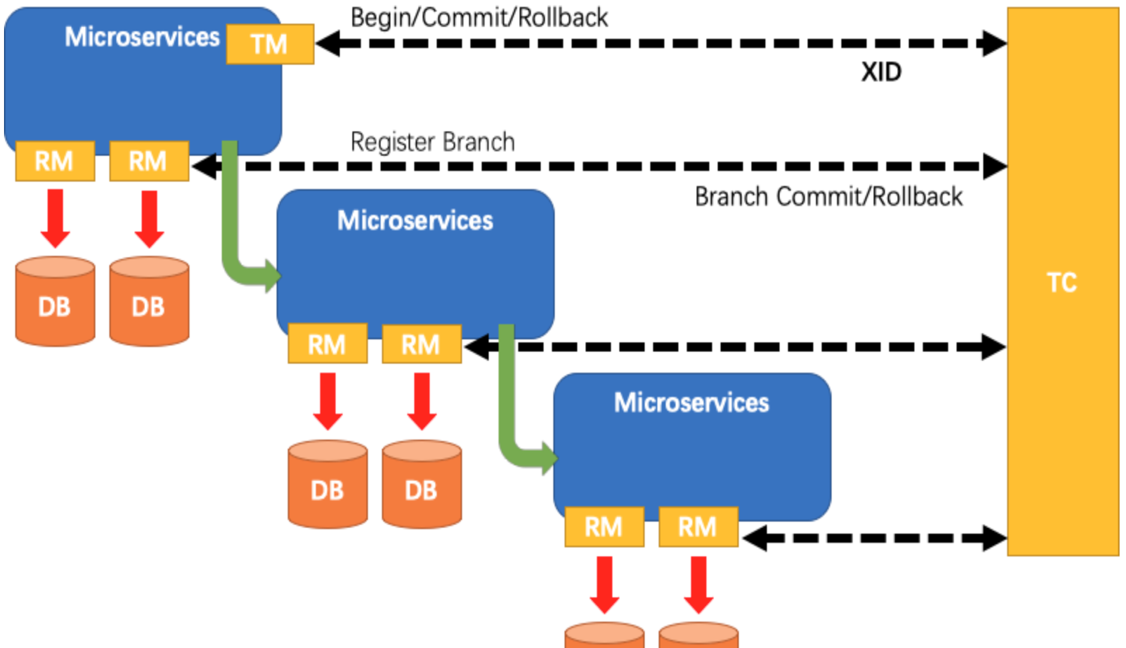 Begin/Commit/Rollback
Microservices
TM
XID
Register Branch
RM
RM
Branch Commit/Rollback
Microservices
TC
DB
DB
RM
RM
Microservices
DB
DB
RM
RM